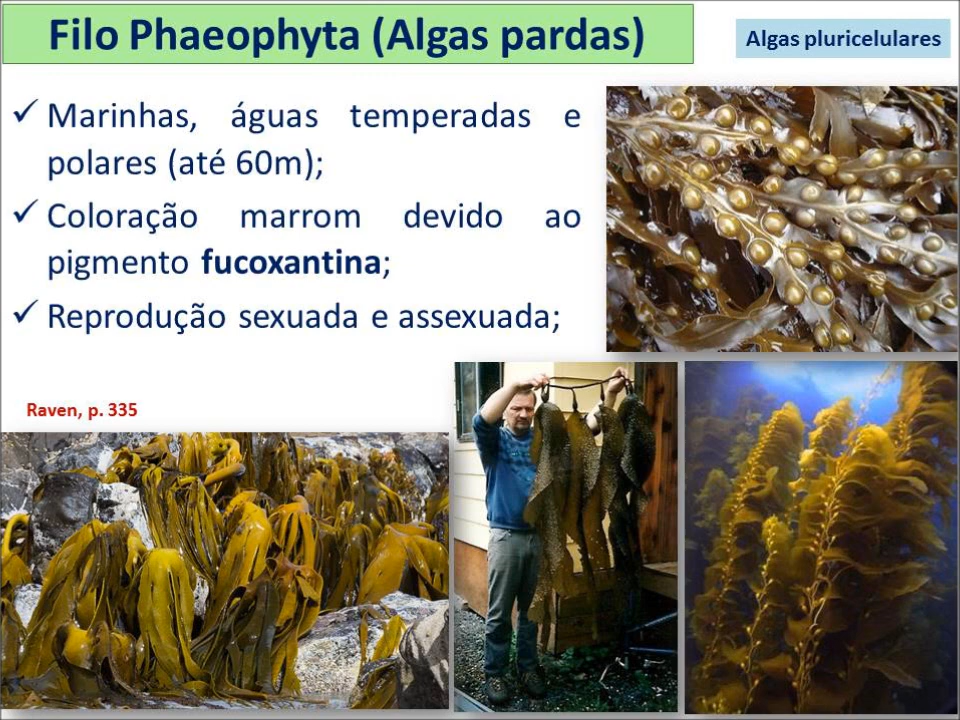 Filo Phaeophyta (Algas pardas)
Algas pluricelulares
✓ Marinhas, águas temperadas e
polares (até 60m);
✓ Coloração marrom devido ao
pigmento fucoxantina;
✓ Reprodução sexuada e assexuada;
Raven, p. 335